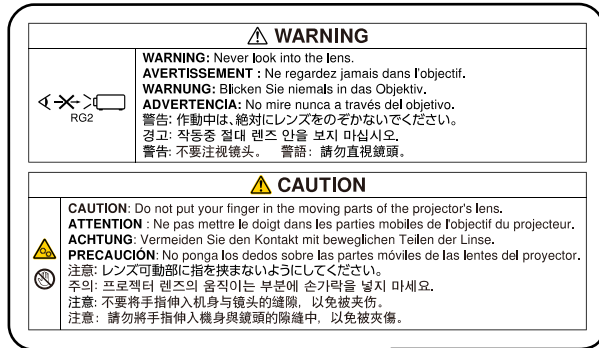 WARNING
WARNING: Never look into the lens.
AVERTISSEMENT : Ne regardez jamais dans l'objectif.
WARNUNG: Blicken Sie niemals in das Objektiv.
ADVERTENCIA: No mire nunca a través del objetivo.
警告: 作動中は、絶対にレンズをのぞかないでください。
경고: 작동중 절대 렌즈 안을 보지 마십시오.
警告: 不要注视镜头。 警語: 請勿直視鏡頭。
RG2
CAUTION
CAUTION: Do not put your finger in the moving parts of the projector's lens.
ATTENTION : Ne pas mettre le doigt dans les parties mobiles de l'objectif du projecteur.
ACHTUNG: Vermeiden Sie den Kontakt mit beweglichen Teilen der Linse.
PRECAUCIÓN: No ponga los dedos sobre las partes móviles de las lentes del proyector.
注意: レンズ可動部に指を挟まないようにしてください。
주의: 프로젝터 렌즈의 움직이는 부분에 손가락을 넣지 마세요.
注意: 不要将手指伸入机身与镜头的缝隙，以免被夹伤。
注意: 請勿將手指伸入機身與鏡頭的隙縫中，以免被夾傷。